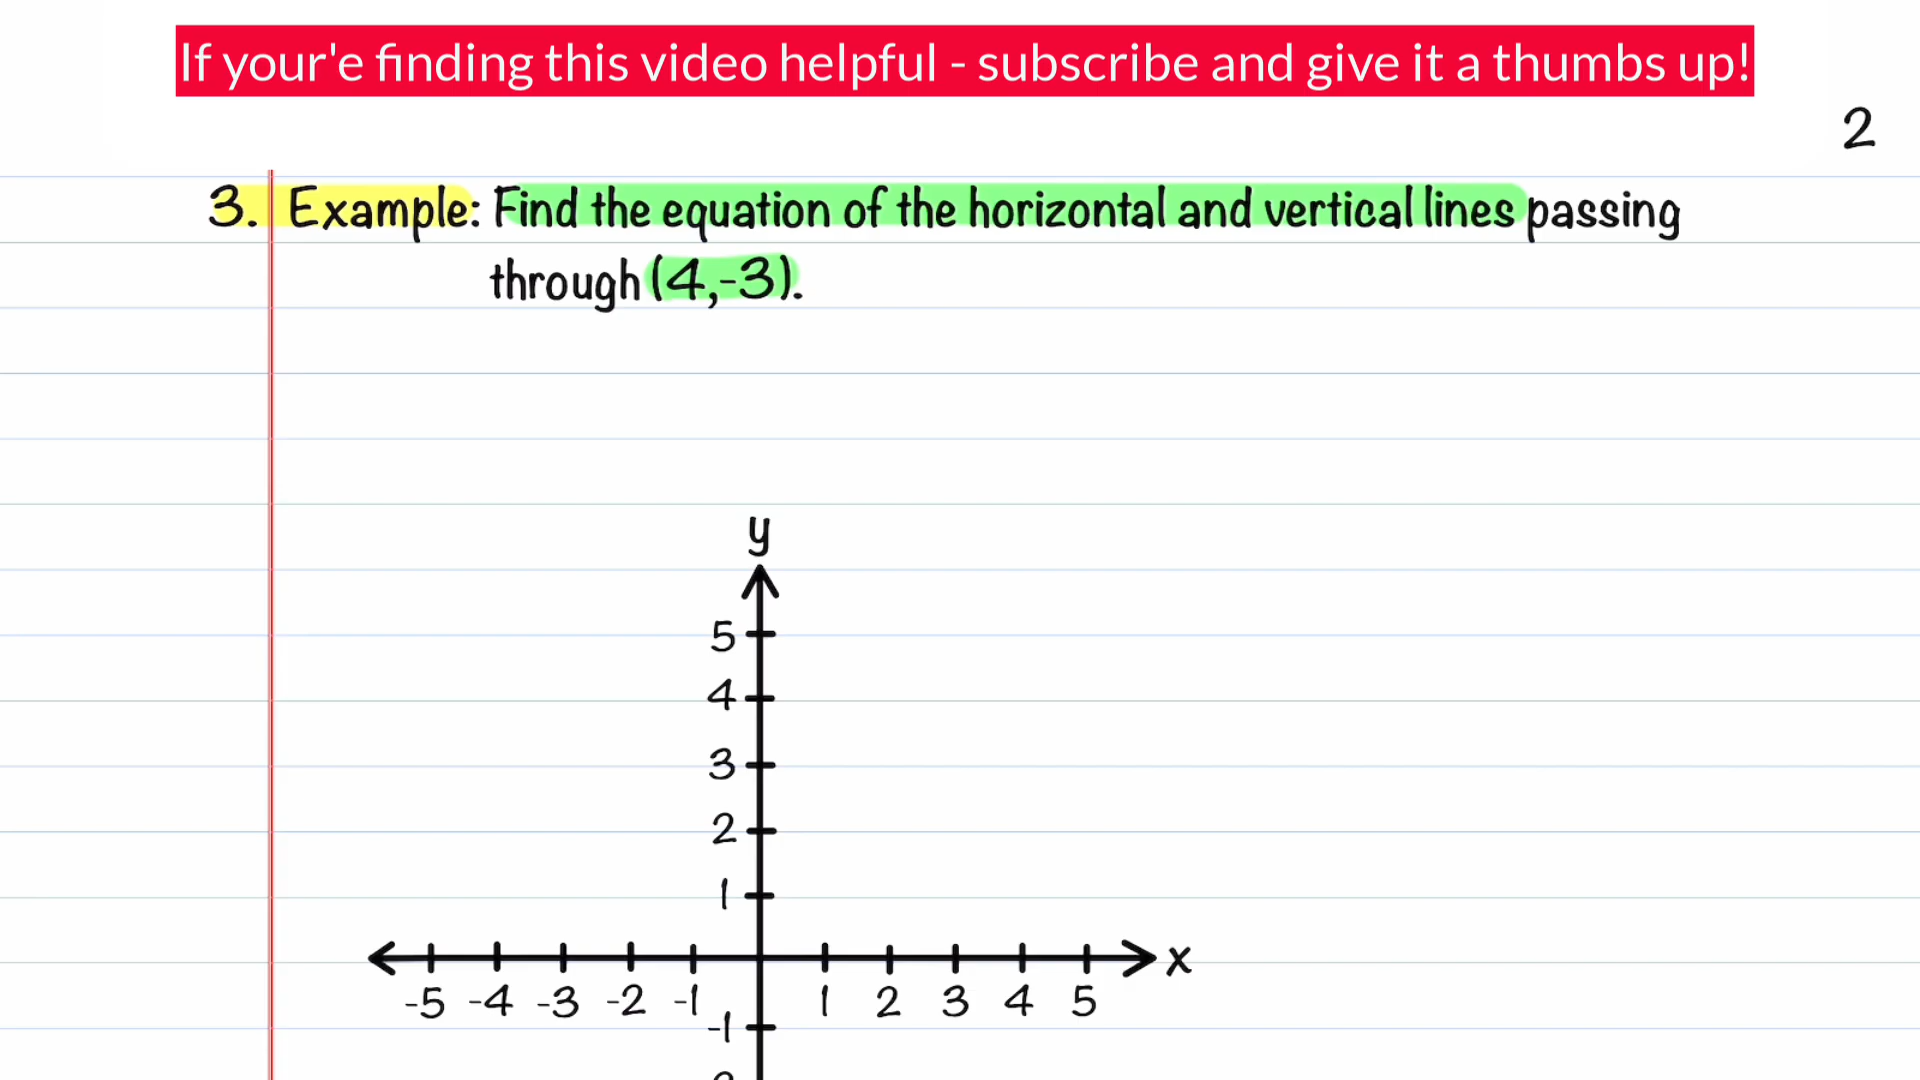 If your'e finding this video helpful - subscribe and give it a thumbs up!
2
3. Example: Find the equation of the horizontal and vertical lines passing
through (4,-3).
y
5
4
3
2
1
x
-5 -4 -3 -2 -1 1 2 3 4 5
-1